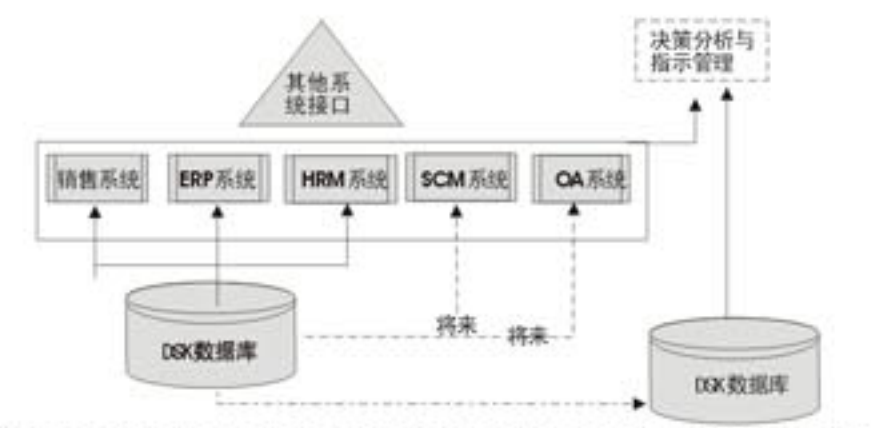 决策分析与
指示管理
其他系
统接口
销售系统
ERP系统
HRM系统
SCM系统
OA系统
将来
将来
DSK数据库
DSK数据库